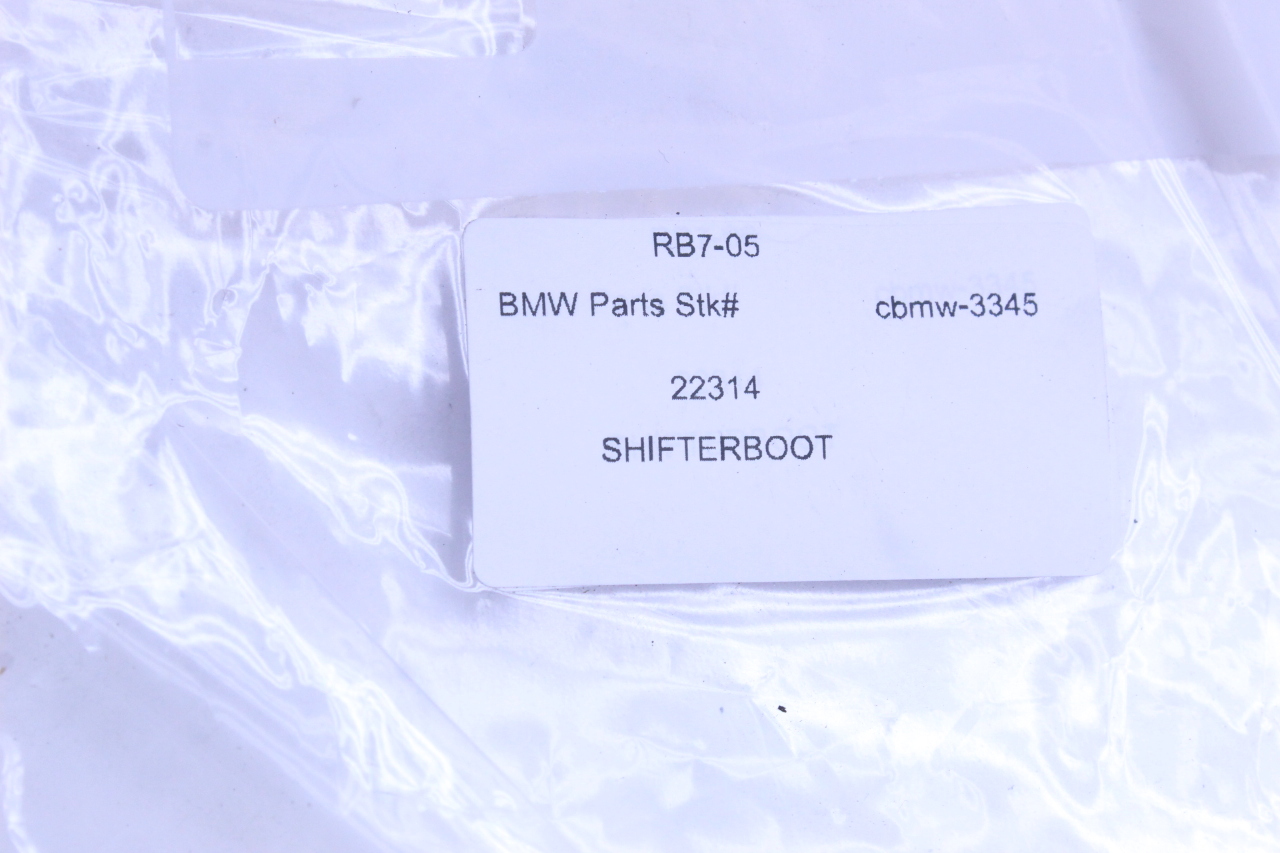 RB7-05
BMW Parts Stk# cbmw-3345
22314
SHIFTERBOOT